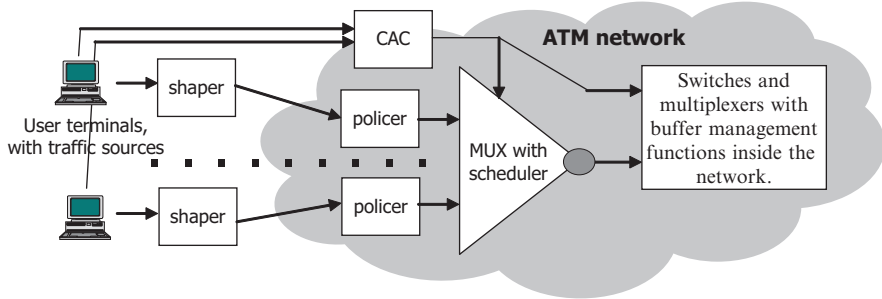 CAC
ATM network
shaper
policer
User terminals,
with traffic sources
MUX with
scheduler
Switches and
multiplexers with
buffer management
functions inside the
network.
shaper
policer